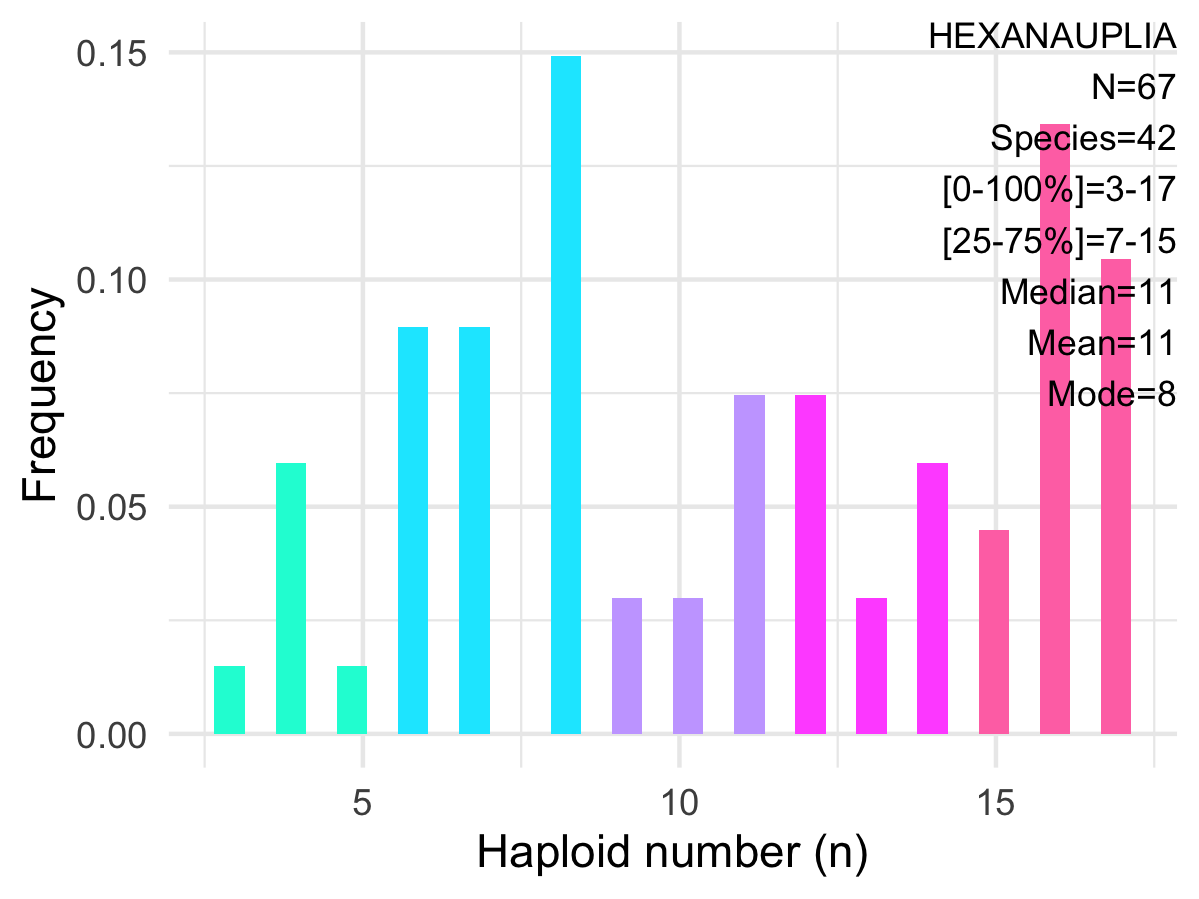 HEXANAUPLIA
N=67
Species=42
[0-100%]=3-17
[25-75%]=7-15
Median=11
Mean=11
Mode=8
Frequency
0.15
0.10
0.05
0.00
5 10 15
Haploid number (n)